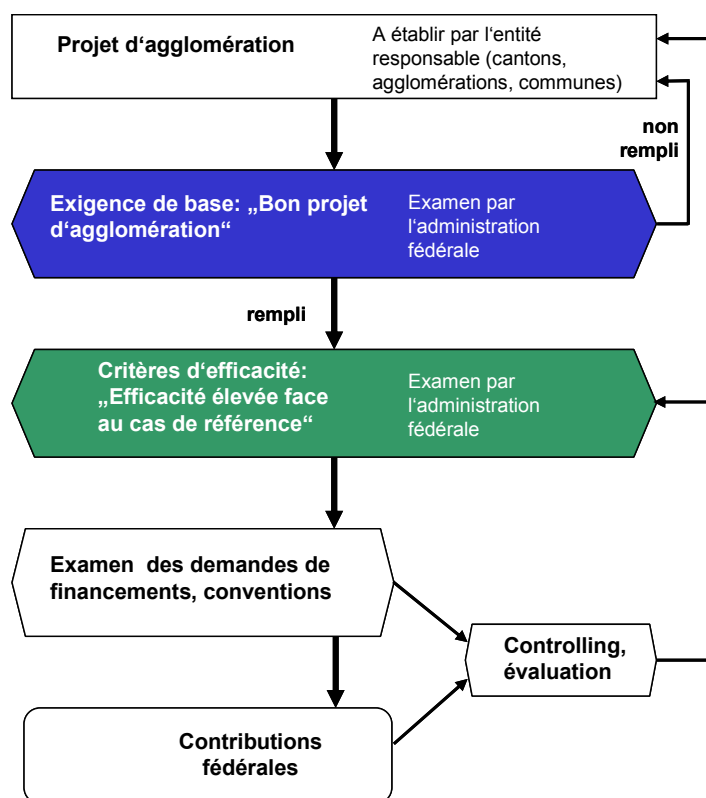 Projet d'agglomération
A établir par l'entité
responsable (cantons,
agglomérations, communes)
non
rempli
Exigence de base: „Bon projet
d'agglomération“
Examen par
l'administration
fédérale
rempli
Critères d'efficacité:
„Efficacité élevée face
au cas de référence“
Examen par
l'administration
fédérale
Examen des demandes de
financements, conventions
Controlling,
évaluation
Contributions
fédérales